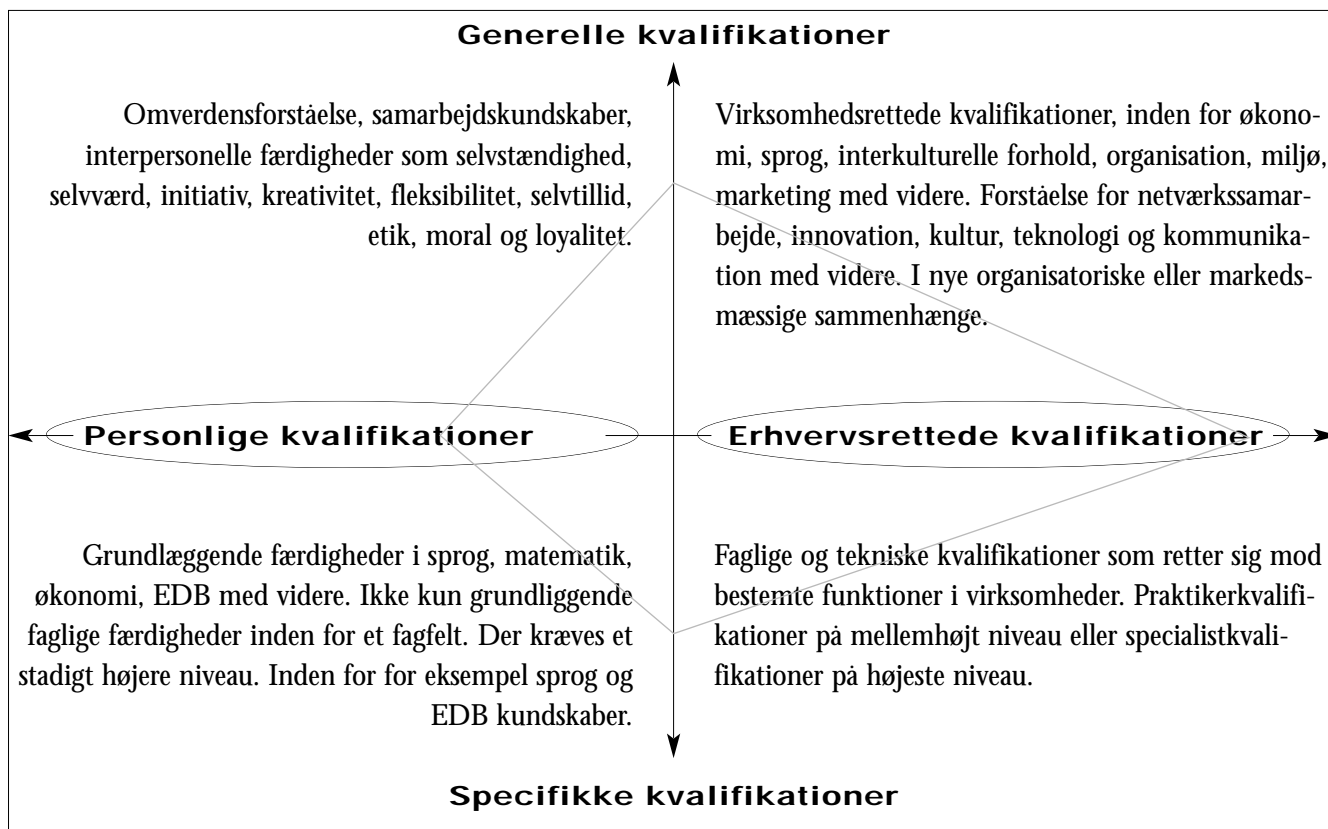 Generelle kvalifikationer
Omverdensforståelse, samarbejdskundskaber,
interpersonelle færdigheder som selvstændighed,
selvværd, initiativ, kreativitet, fleksibilitet, selvtillid,
etik, moral og loyalitet.
Virksomhedsrettede kvalifikationer, inden for økono-
mi, sprog, interkulturelle forhold, organisation, miljø,
marketing med videre. Forståelse for netværkssamar-
bejde, innovation, kultur, teknologi og kommunika-
tion med videre. I nye organisatoriske eller markeds-
mæssige sammenhænge.
Personlige kvalifikationer
Erhvervsrettede kvalifikationer
Grundlæggende færdigheder i sprog, matematik,
økonomi, EDB med videre. Ikke kun grundliggende
faglige færdigheder inden for et fagfelt. Der kræves et
stadigt højere niveau. Inden for for eksempel sprog og
EDB kundskaber.
Faglige og tekniske kvalifikationer som retter sig mod
bestemte funktioner i virksomheder. Praktikerkvalifi-
kationer på mellemhøjt niveau eller specialistkvali-
fikationer på højeste niveau.
Specifikke kvalifikationer